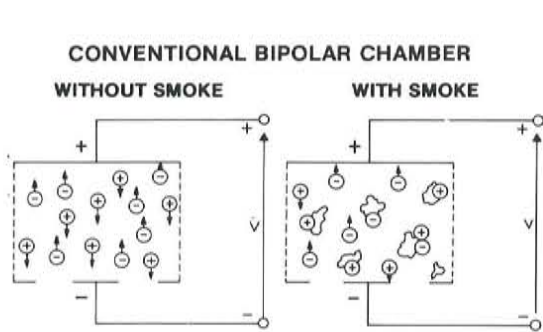 CONVENTIONAL BIPOLAR CHAMBER
WITHOUT SMOKE
WITH SMOKE
+
+
+
+
V
V
−
−
−
−